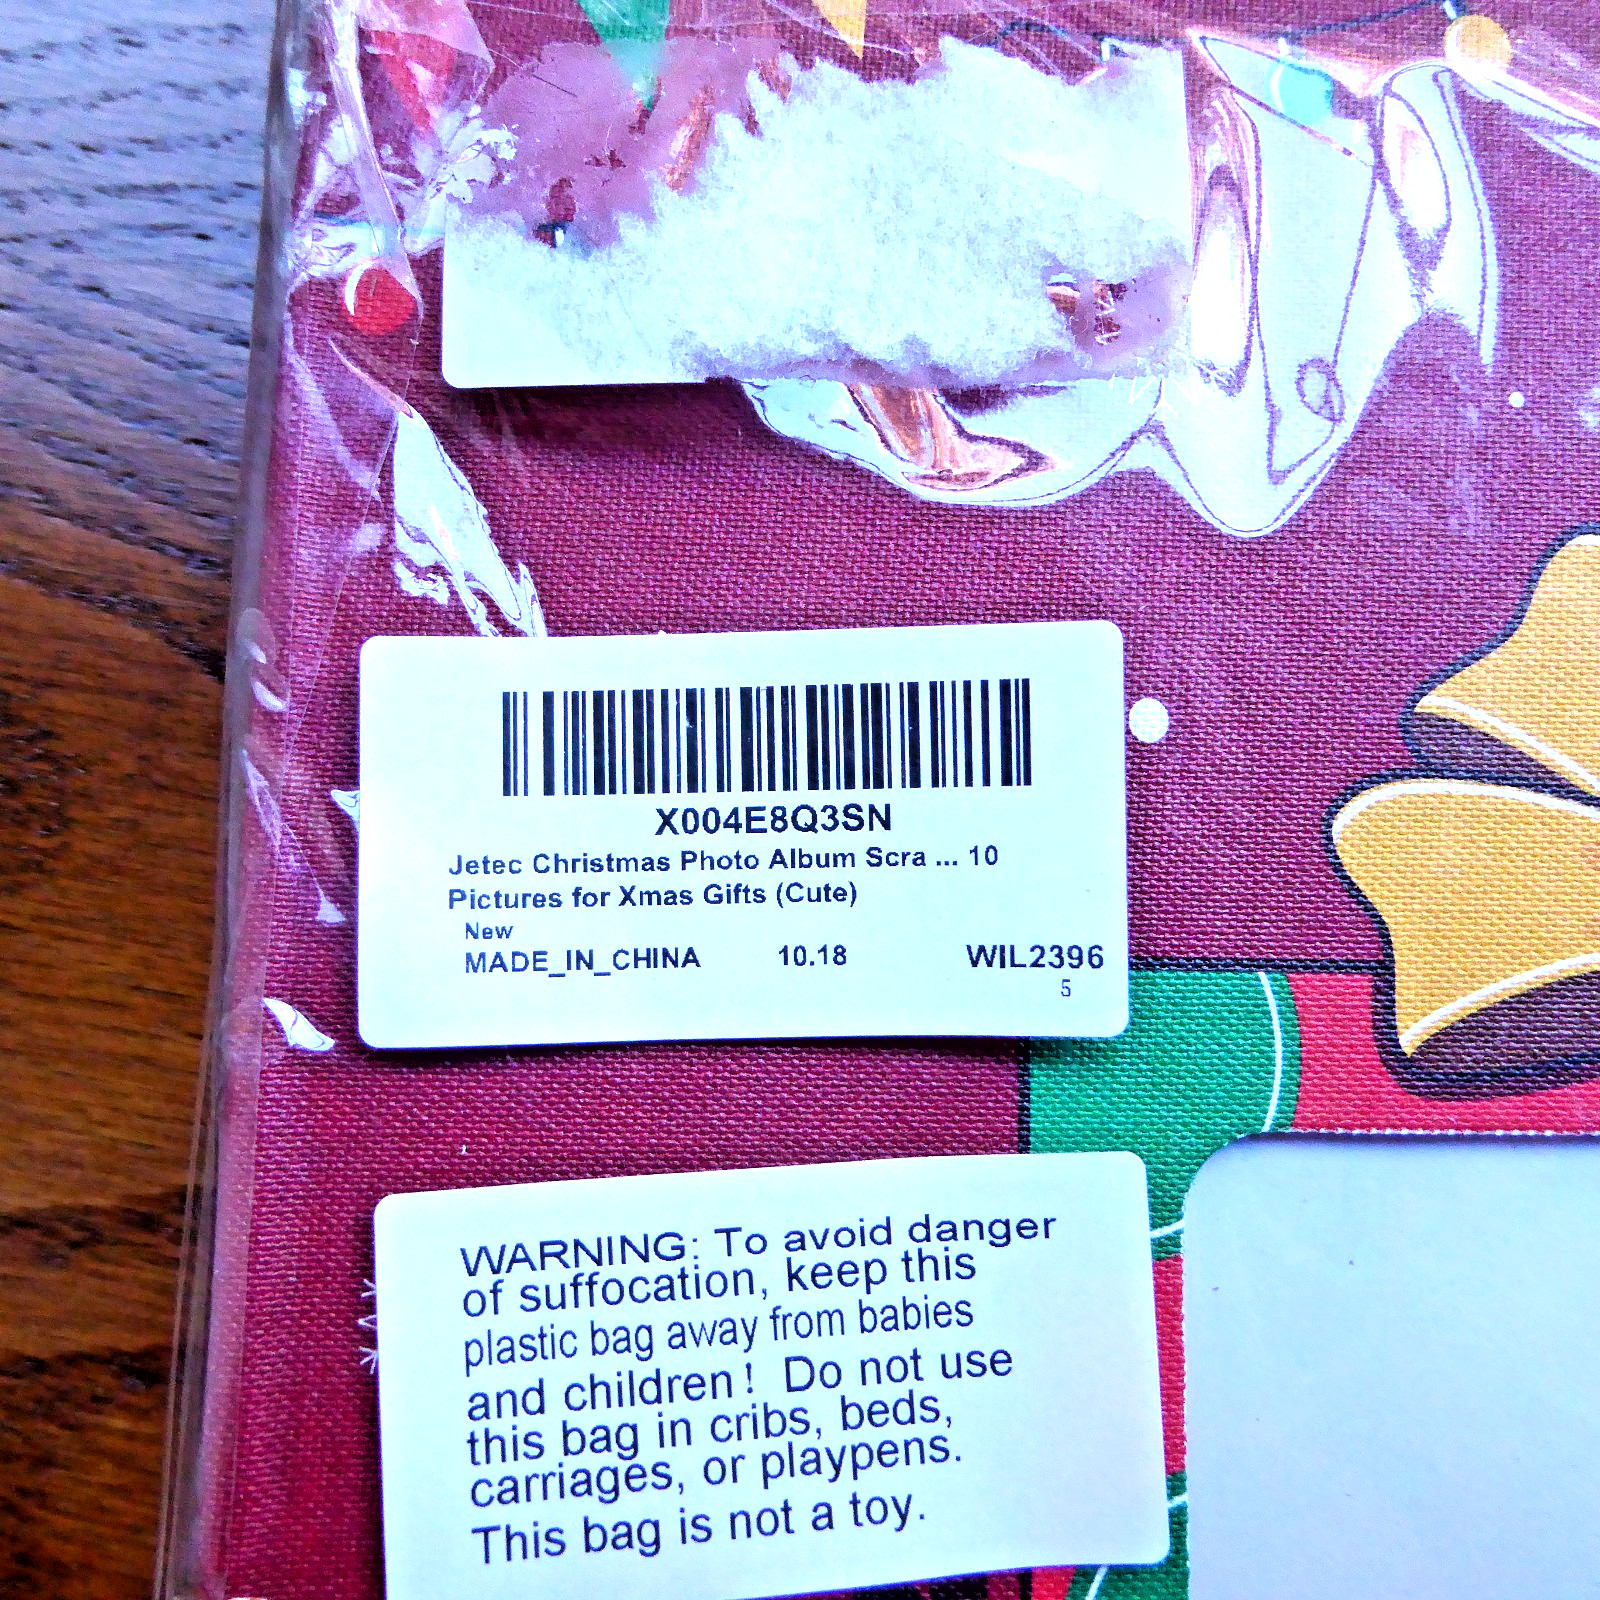 X004E8Q3SN
Jetec Christmas Photo Album Scra ... 10
Pictures for Xmas Gifts (Cute)
New
MADE_IN_CHINA 10.18 WIL2396
5
WARNING: To avoid danger
of suffocation, keep this
plastic bag away from babies
and children! Do not use
this bag in cribs, beds,
carriages, or playpens.
This bag is not a toy.